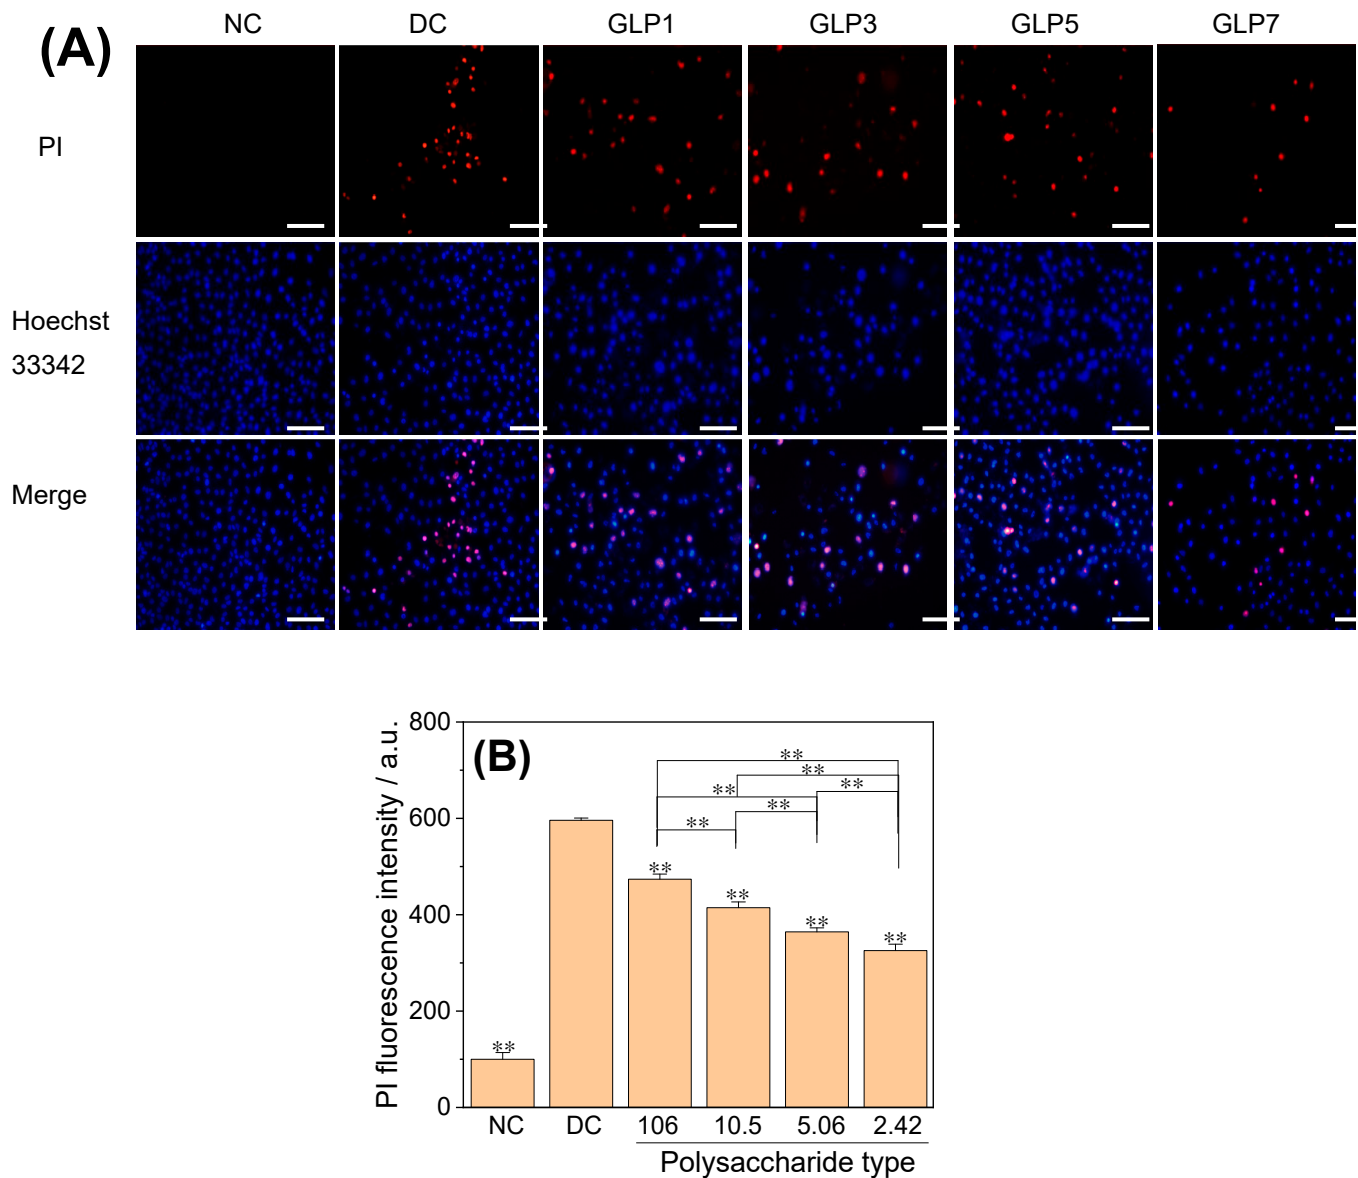 (A)
NC DC GLP1 GLP3 GLP5 GLP7
PI
Hoechst
33342
Merge
(B)
PI fluorescence intensity / a.u.
800
600
400
200
0
**
**
**
**
**
**
**
**
**
**
**
NC DC 106 10.5 5.06 2.42
Polysaccharide type